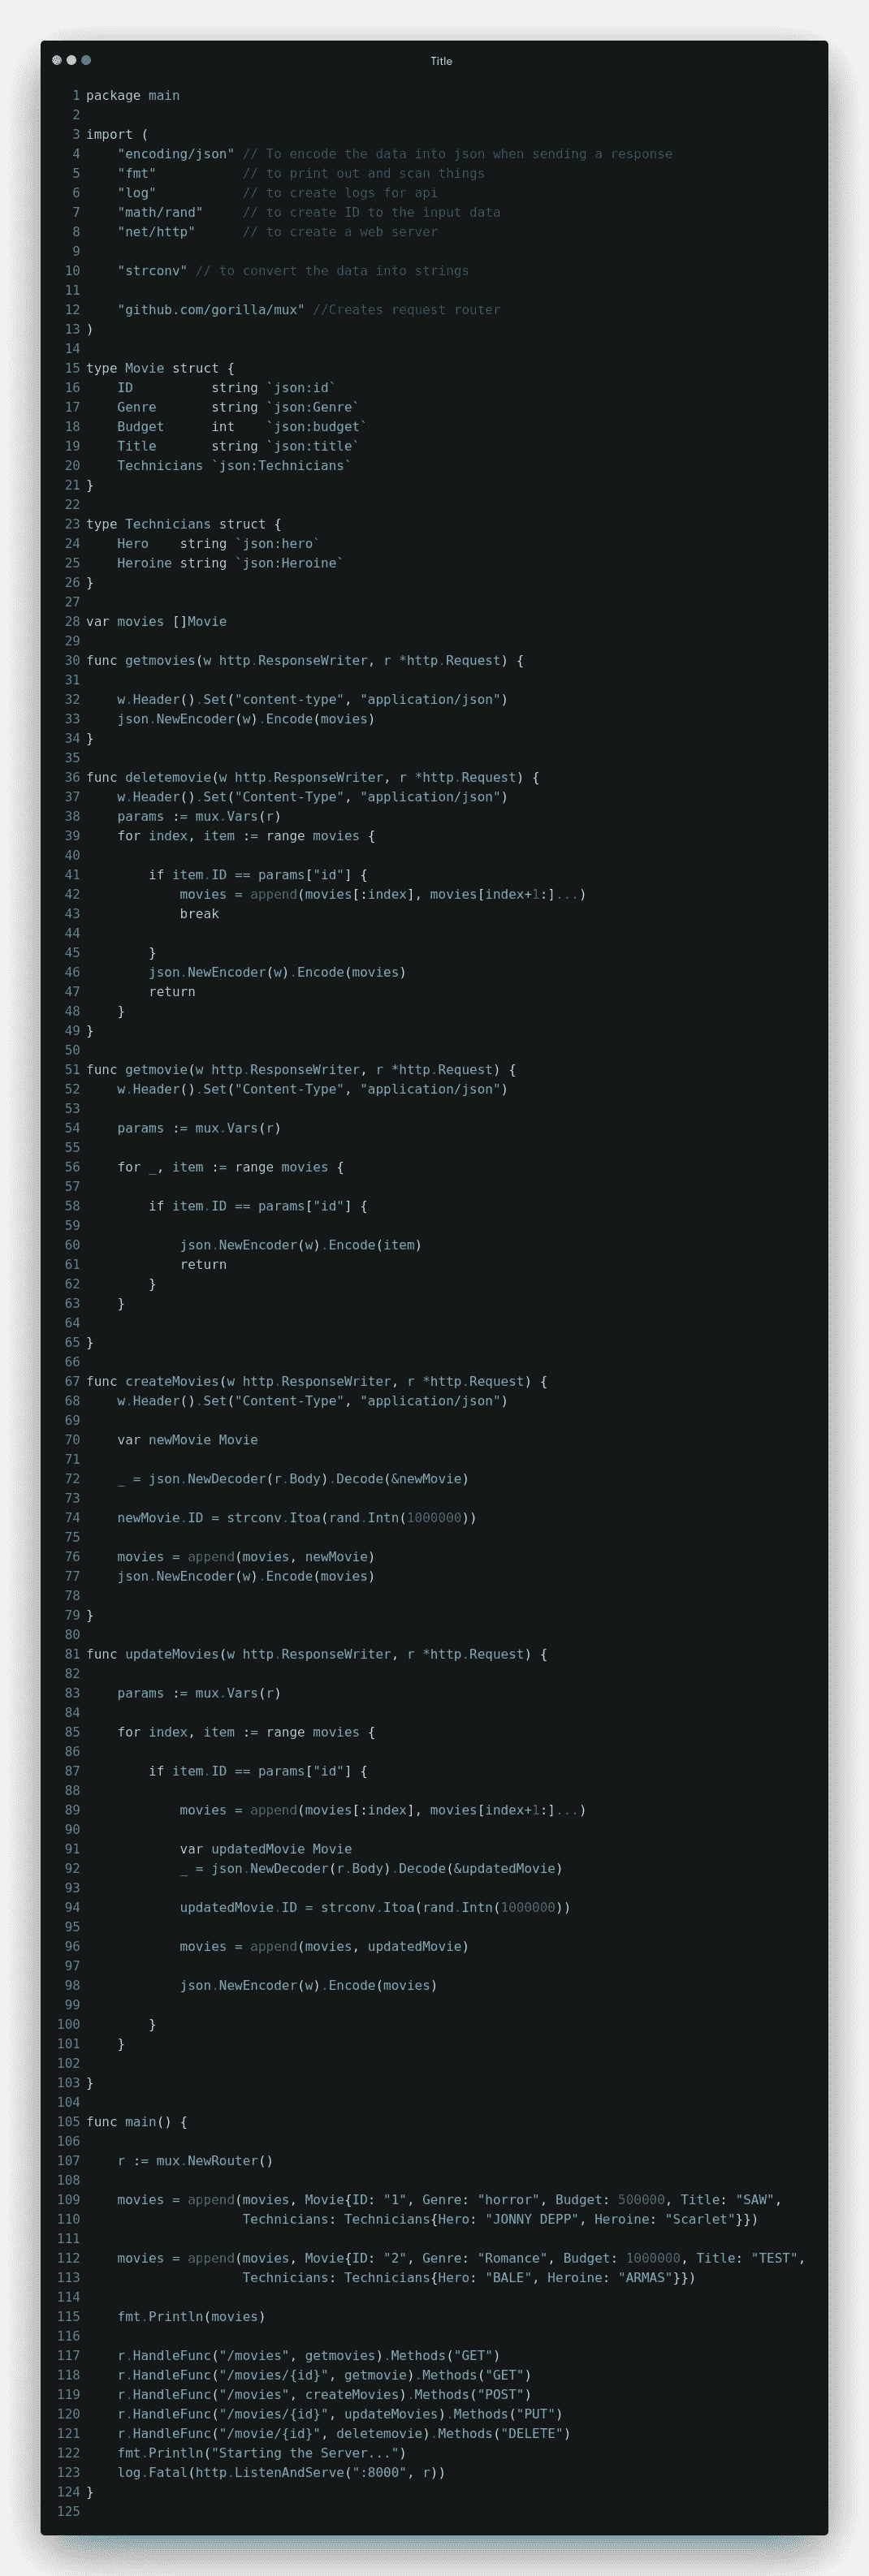 Title
1 package main
2
3 import (
4     "encoding/json" // To encode the data into json when sending a response
5     "fmt"           // to print out and scan things
6     "log"           // to create logs for api
7     "math/rand"     // to create ID to the input data
8     "net/http"      // to create a web server
9
10     "strconv" // to convert the data into strings
11
12     "github.com/gorilla/mux" //Creates request router
13 )
14
15 type Movie struct {
16     ID          string `json:id`
17     Genre       string `json:Genre`
18     Budget      int    `json:budget`
19     Title       string `json:title`
20     Technicians `json:Technicians`
21 }
22
23 type Technicians struct {
24     Hero    string `json:hero`
25     Heroine string `json:Heroine`
26 }
27
28 var movies []Movie
29
30 func getmovies(w http.ResponseWriter, r *http.Request) {
31
32     w.Header().Set("content-type", "application/json")
33     json.NewEncoder(w).Encode(movies)
34 }
35
36 func deletemovie(w http.ResponseWriter, r *http.Request) {
37     w.Header().Set("Content-Type", "application/json")
38     params := mux.Vars(r)
39     for index, item := range movies {
40
41         if item.ID == params["id"] {
42             movies = append(movies[:index], movies[index+1:]...)
43             break
44
45         }
46         json.NewEncoder(w).Encode(movies)
47         return
48     }
49 }
50
51 func getmovie(w http.ResponseWriter, r *http.Request) {
52     w.Header().Set("Content-Type", "application/json")
53
54     params := mux.Vars(r)
55
56     for _, item := range movies {
57
58         if item.ID == params["id"] {
59
60             json.NewEncoder(w).Encode(item)
61             return
62         }
63     }
64
65 }
66
67 func createMovies(w http.ResponseWriter, r *http.Request) {
68     w.Header().Set("Content-Type", "application/json")
69
70     var newMovie Movie
71
72     _ = json.NewDecoder(r.Body).Decode(&newMovie)
73
74     newMovie.ID = strconv.Itoa(rand.Intn(1000000))
75
76     movies = append(movies, newMovie)
77     json.NewEncoder(w).Encode(movies)
78
79 }
80
81 func updateMovies(w http.ResponseWriter, r *http.Request) {
82
83     params := mux.Vars(r)
84
85     for index, item := range movies {
86
87         if item.ID == params["id"] {
88
89             movies = append(movies[:index], movies[index+1:]...)
90
91             var updatedMovie Movie
92             _ = json.NewDecoder(r.Body).Decode(&updatedMovie)
93
94             updatedMovie.ID = strconv.Itoa(rand.Intn(1000000))
95
96             movies = append(movies, updatedMovie)
97
98             json.NewEncoder(w).Encode(movies)
99
100         }
101     }
102
103 }
104
105 func main() {
106
107     r := mux.NewRouter()
108
109     movies = append(movies, Movie{ID: "1", Genre: "horror", Budget: 500000, Title: "SAW",
110                     Technicians: Technicians{Hero: "JONNY DEPP", Heroine: "Scarlet"}})
111
112     movies = append(movies, Movie{ID: "2", Genre: "Romance", Budget: 1000000, Title: "TEST",
113                     Technicians: Technicians{Hero: "BALE", Heroine: "ARMAS"}})
114
115     fmt.Println(movies)
116
117     r.HandleFunc("/movies", getmovies).Methods("GET")
118     r.HandleFunc("/movies/{id}", getmovie).Methods("GET")
119     r.HandleFunc("/movies", createMovies).Methods("POST")
120     r.HandleFunc("/movies/{id}", updateMovies).Methods("PUT")
121     r.HandleFunc("/movie/{id}", deletemovie).Methods("DELETE")
122     fmt.Println("Starting the Server...")
123     log.Fatal(http.ListenAndServe(":8000", r))
124 }
125